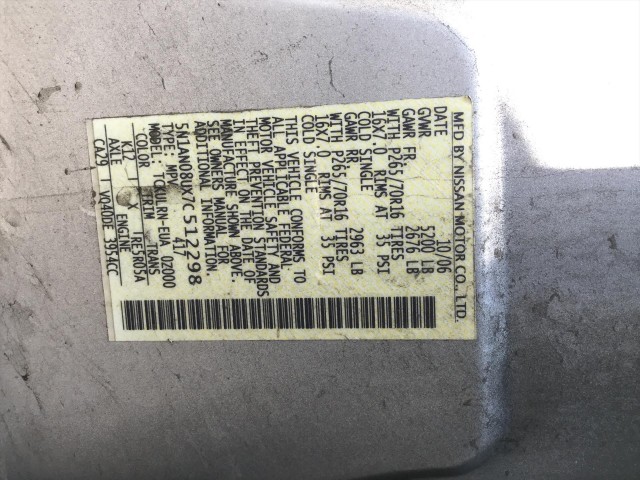 MFD BY NISSAN MOTOR CO., LTD.
10/06
GVWR 5200 LB
GAWR FR 2676 LB
WITH P265/70R16 TIRES
16X7.0 RIMS AT 35 PSI
COLD SINGLE
GAWR RR 2963 LB
WITH P265/70R16 TIRES
16X7.0 RIMS AT 35 PSI
COLD SINGLE
THIS VEHICLE CONFORMS TO
ALL APPLICABLE FEDERAL
MOTOR VEHICLE SAFETY AND
THEFT PREVENTION STANDARDS
IN EFFECT ON THE DATE OF
MANUFACTURE SHOWN ABOVE.
SEE OWNERS MANUAL FOR
ADDITIONAL INFORMATION
5N1AN08UX7C512298
TYPE: MPV 417
MODEL: TCRULRN-EUA 02000
COLOR TRIM TRANS
K12 X TRE5R05A
AXLE ENGINE
CA29 VQ40DE 3954CC